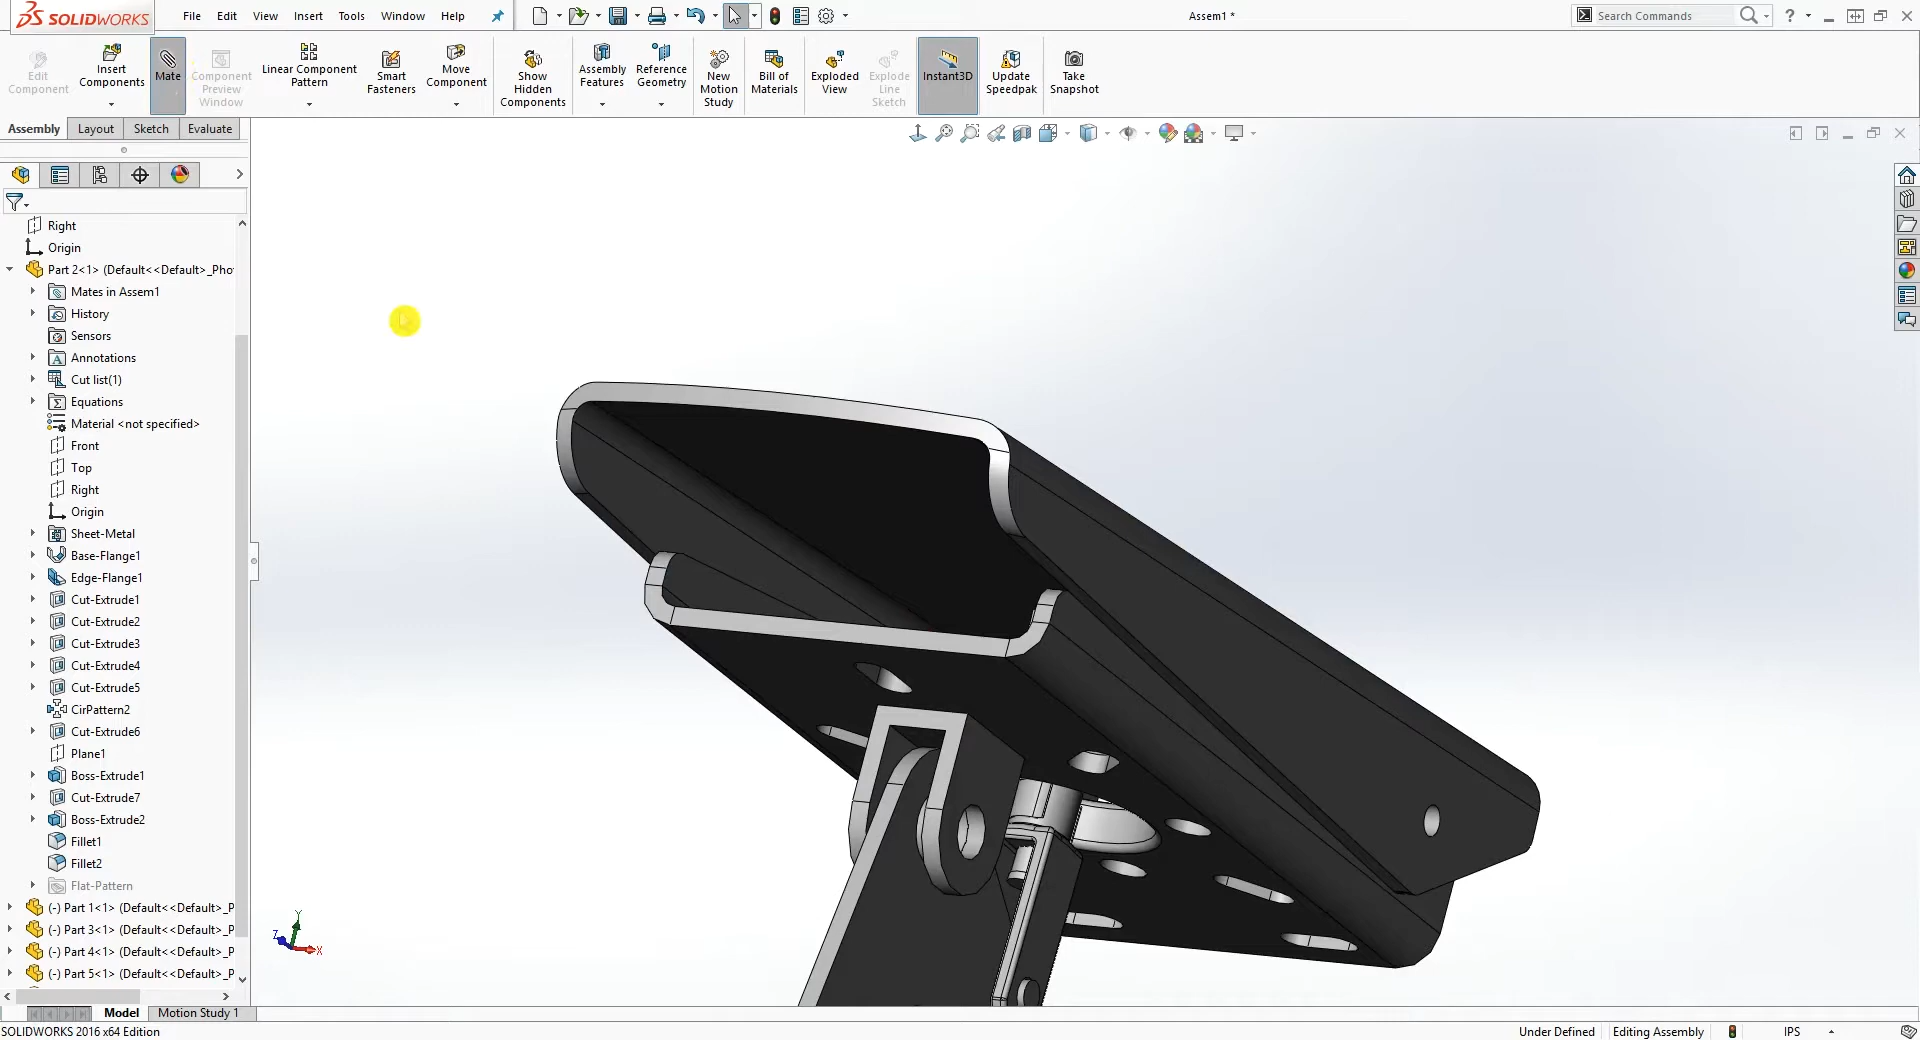 SOLIDWORKS
File Edit View Insert Tools Window Help
Assem1 *
Search Commands
?
Edit Component
Insert Components
Mate
Component Preview Window
Linear Component Pattern
Smart Fasteners
Move Component
Show Hidden Components
Assembly Features
Reference Geometry
New Motion Study
Bill of Materials
Exploded View
Explode Line Sketch
Instant3D
Update Speedpak
Take Snapshot
Assembly Layout Sketch Evaluate
Right
Origin
Part 2<1> (Default<<Default>_Pho
Mates in Assem1
History
Sensors
Annotations
Cut list(1)
Equations
Material <not specified>
Front
Top
Right
Origin
Sheet-Metal
Base-Flange1
Edge-Flange1
Cut-Extrude1
Cut-Extrude2
Cut-Extrude3
Cut-Extrude4
Cut-Extrude5
CirPattern2
Cut-Extrude6
Plane1
Boss-Extrude1
Cut-Extrude7
Boss-Extrude2
Fillet1
Fillet2
Flat-Pattern
(-) Part 1<1> (Default<<Default>_P
(-) Part 3<1> (Default<<Default>_P
(-) Part 4<1> (Default<<Default>_P
(-) Part 5<1> (Default<<Default>_P
Y
Z
X
Model Motion Study 1
SOLIDWORKS 2016 x64 Edition
Under Defined Editing Assembly IPS